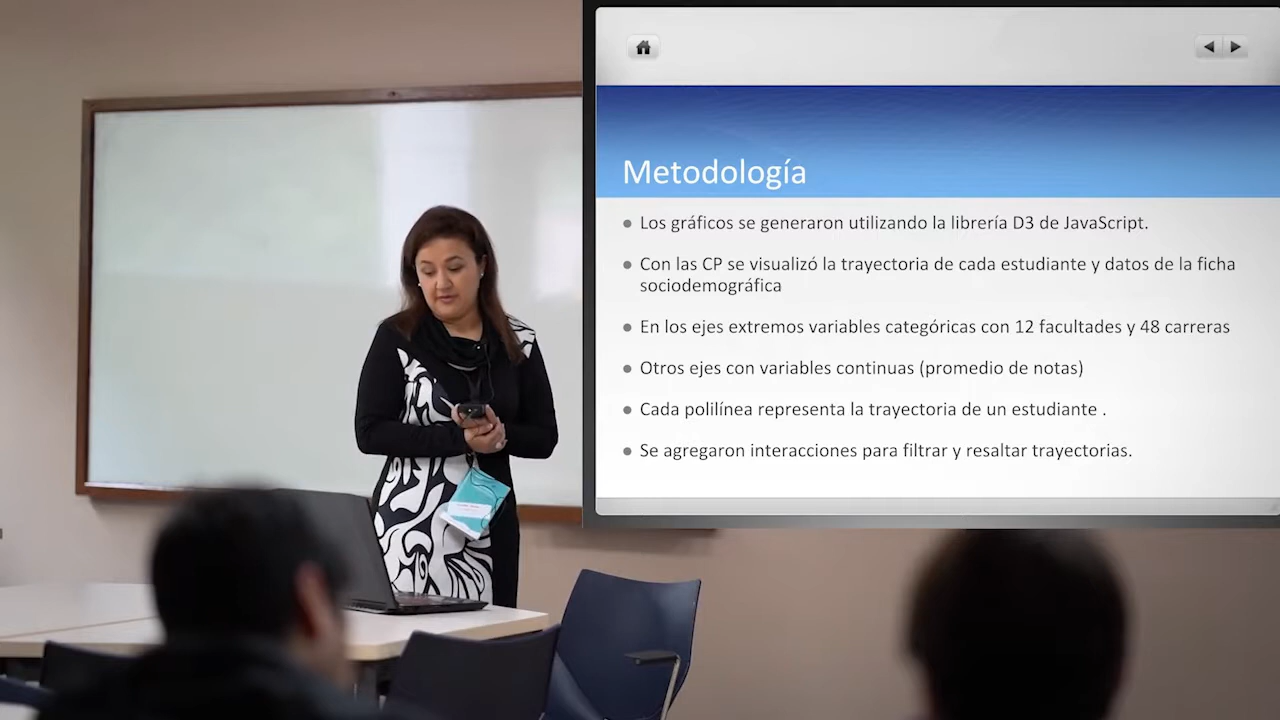 Metodología
Los gráficos se generaron utilizando la librería D3 de JavaScript.
Con las CP se visualizó la trayectoria de cada estudiante y datos de la ficha
sociodemográfica
En los ejes extremos variables categóricas con 12 facultades y 48 carreras
Otros ejes con variables continuas (promedio de notas)
Cada polilínea representa la trayectoria de un estudiante .
Se agregaron interacciones para filtrar y resaltar trayectorias.